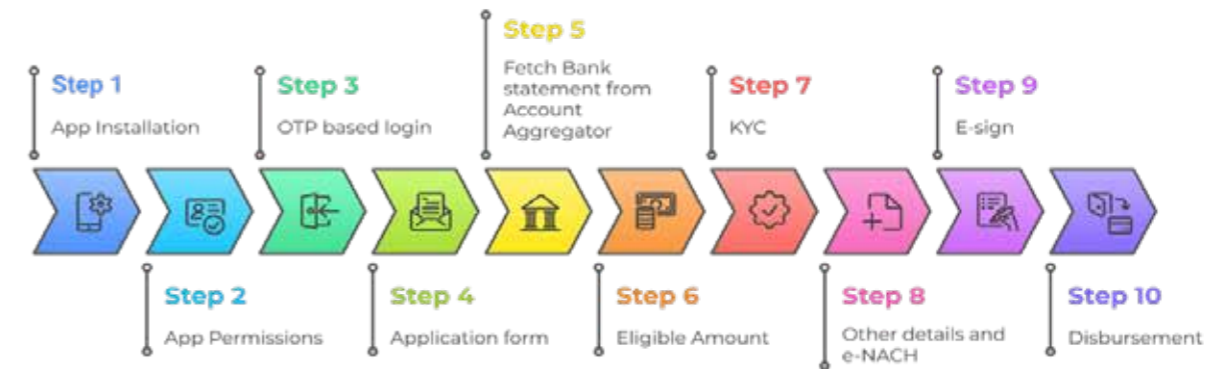 Step 1
App Installation
Step 2
App Permissions
Step 3
OTP based login
Step 4
Application form
Step 5
Fetch Bank
statement from
Account
Aggregator
Step 6
Eligible Amount
Step 7
KYC
Step 8
Other details and
e-NACH
Step 9
E-sign
Step 10
Disbursement